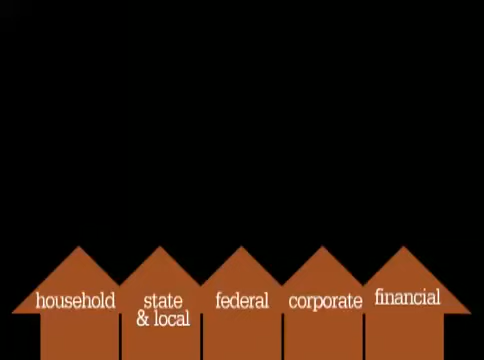 household
state
& local
federal
corporate
financial